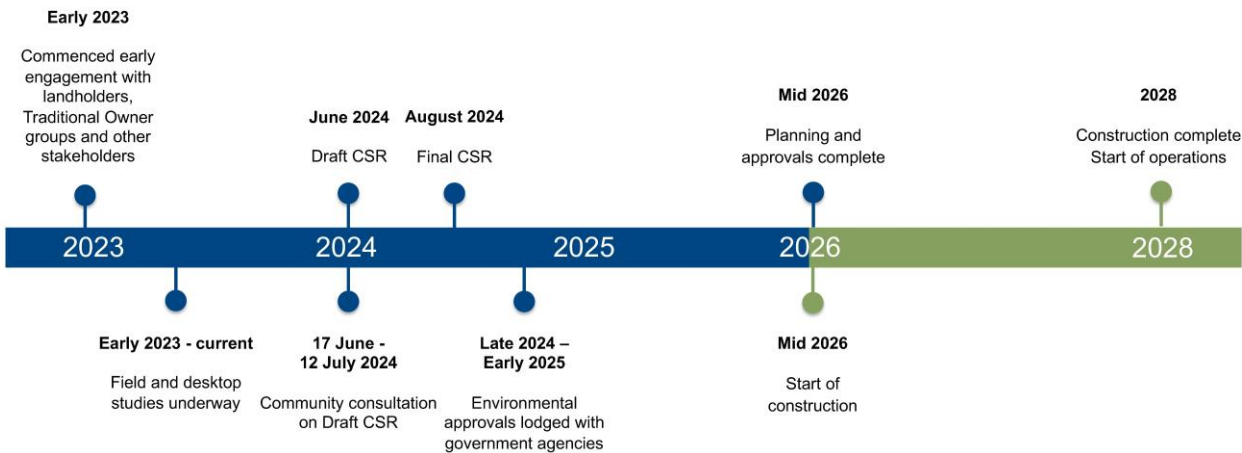 Early 2023
Commenced early
engagement with
landholders,
Traditional Owner
groups and other
stakeholders
June 2024
Draft CSR
August 2024
Final CSR
Mid 2026
Planning and
approvals complete
2028
Construction complete
Start of operations
2023
2024
2025
2026
2028
Early 2023 - current
Field and desktop
studies underway
17 June -
12 July 2024
Community consultation
on Draft CSR
Late 2024 –
Early 2025
Environmental
approvals lodged with
government agencies
Mid 2026
Start of
construction